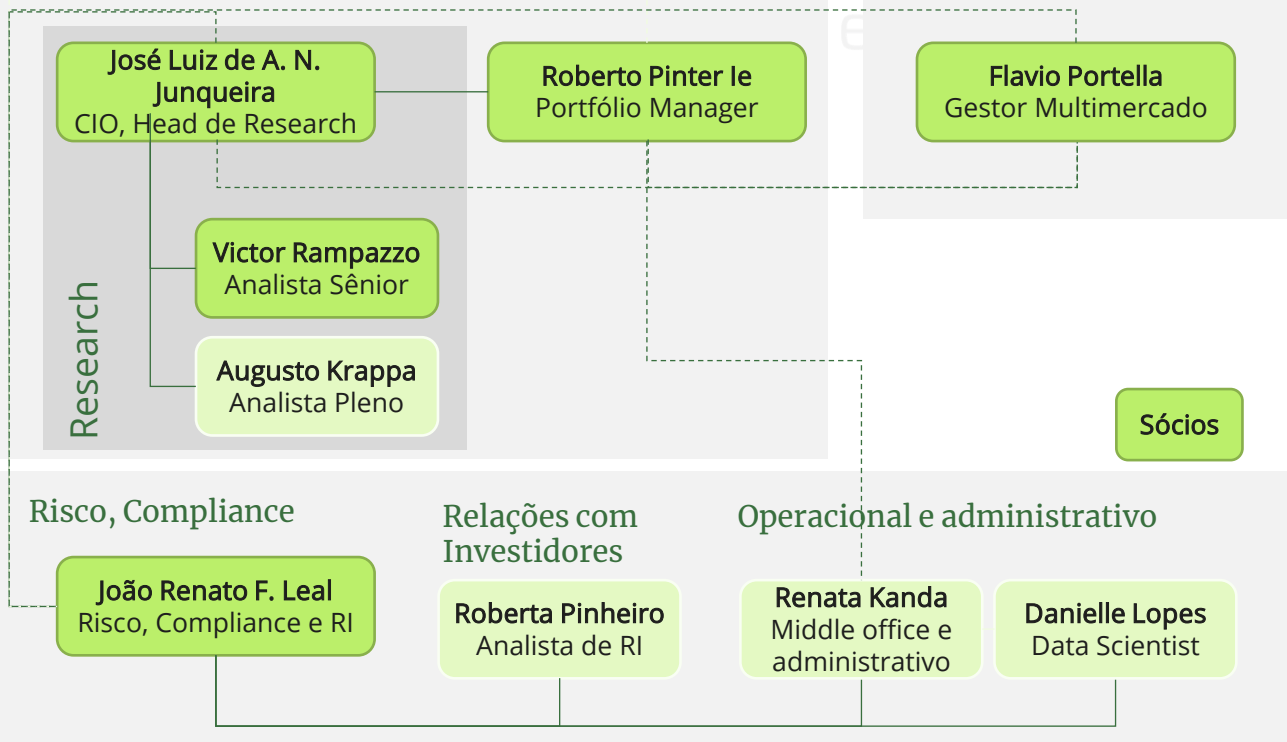 José Luiz de A. N.
Junqueira
CIO, Head de Research
Roberto Pinter Ie
Portfólio Manager
Flavio Portella
Gestor Multimercado
Victor Rampazzo
Analista Sênior
Augusto Krappa
Analista Pleno
Research
Sócios
Risco, Compliance
João Renato F. Leal
Risco, Compliance e RI
Relações com
Investidores
Roberta Pinheiro
Analista de RI
Operacional e administrativo
Renata Kanda
Middle office e
administrativo
Danielle Lopes
Data Scientist